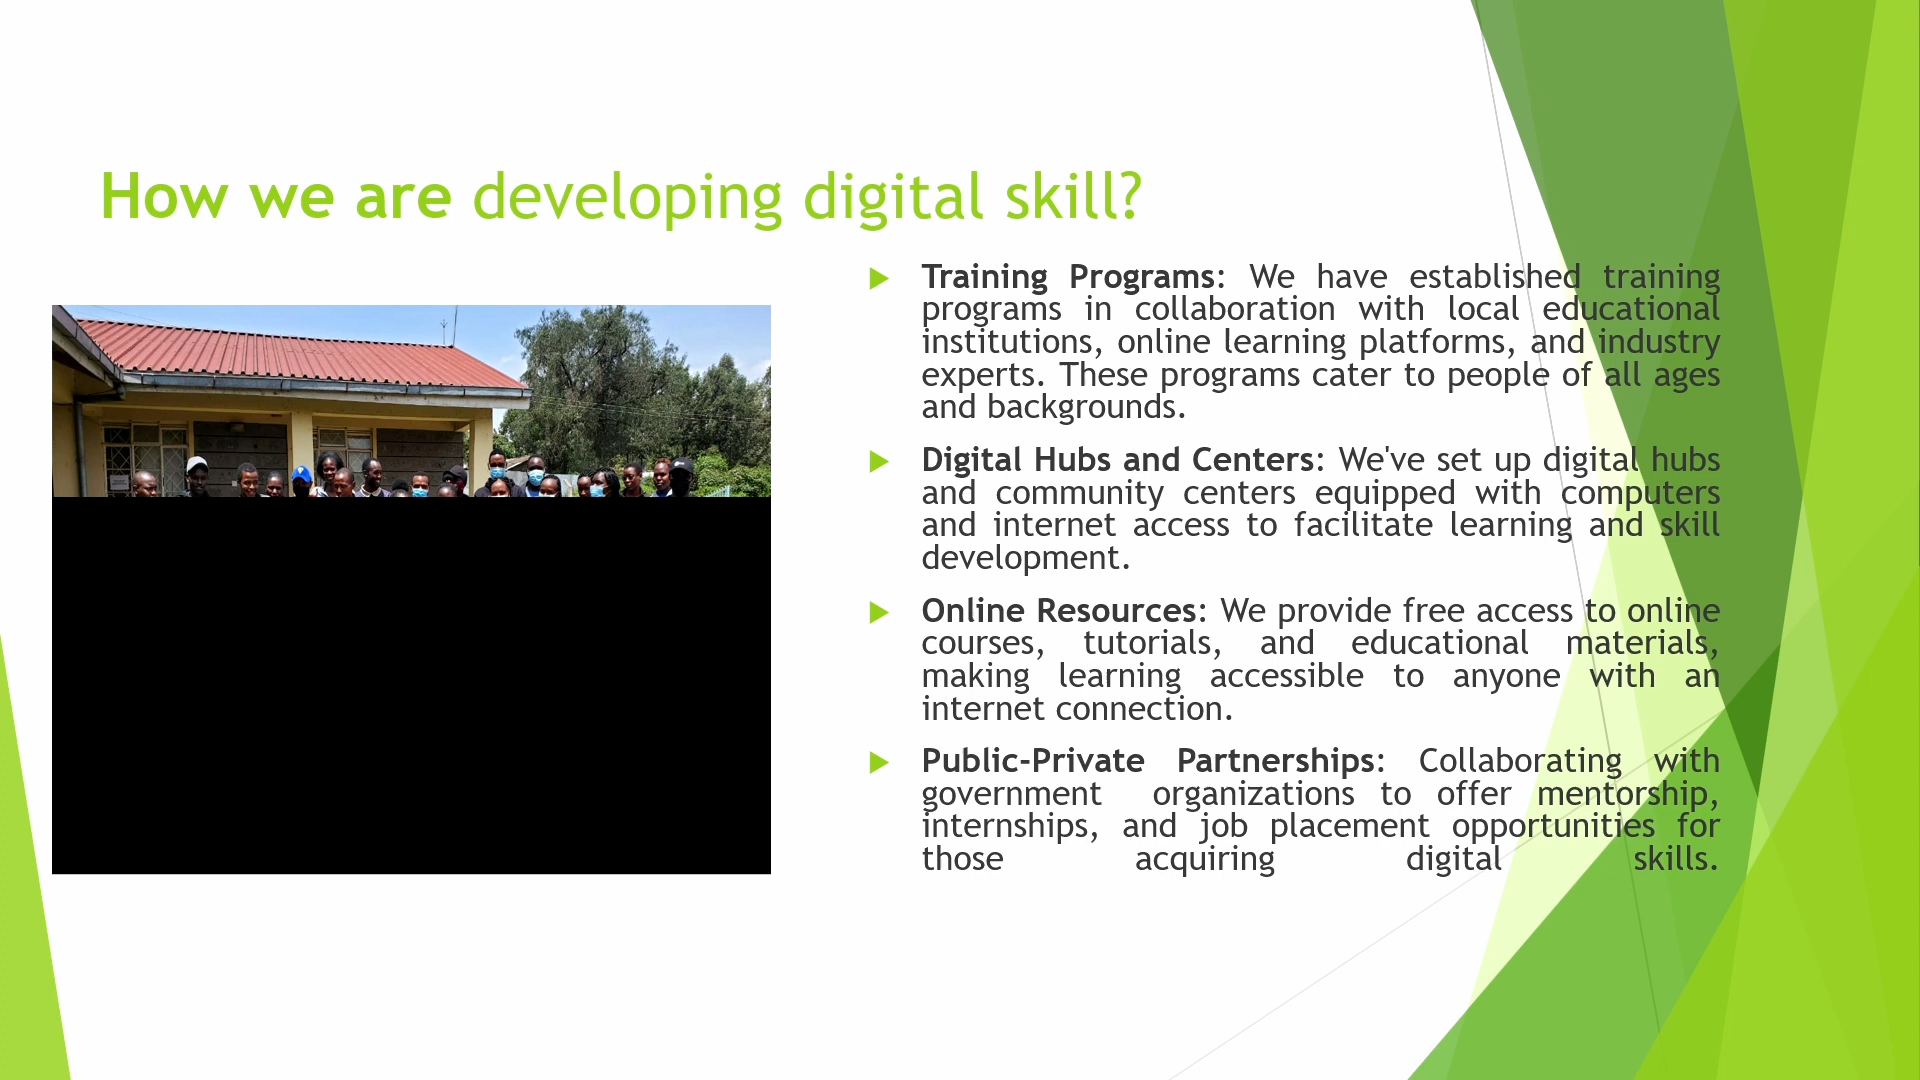 How we are developing digital skill?
Training Programs: We have established training
programs in collaboration with local educational
institutions, online learning platforms, and industry
experts. These programs cater to people of all ages
and backgrounds.
Digital Hubs and Centers: We've set up digital hubs
and community centers equipped with computers
and internet access to facilitate learning and skill
development.
Online Resources: We provide free access to online
courses, tutorials, and educational materials,
making learning accessible to anyone with an
internet connection.
Public-Private Partnerships: Collaborating with
government organizations to offer mentorship,
internships, and job placement opportunities for
those acquiring digital skills.